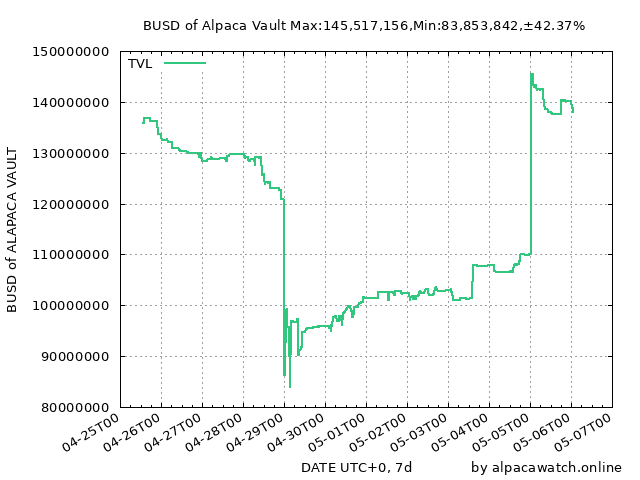 BUSD of Alpaca Vault Max:145,517,156,Min:83,853,842,±42.37%
TVL
150000000
140000000
130000000
120000000
110000000
100000000
90000000
80000000
BUSD of ALAPACA VAULT
04-25T00
04-26T00
04-27T00
04-28T00
04-29T00
04-30T00
05-01T00
05-02T00
05-03T00
05-04T00
05-05T00
05-06T00
05-07T00
DATE UTC+0, 7d
by alpacawatch.online